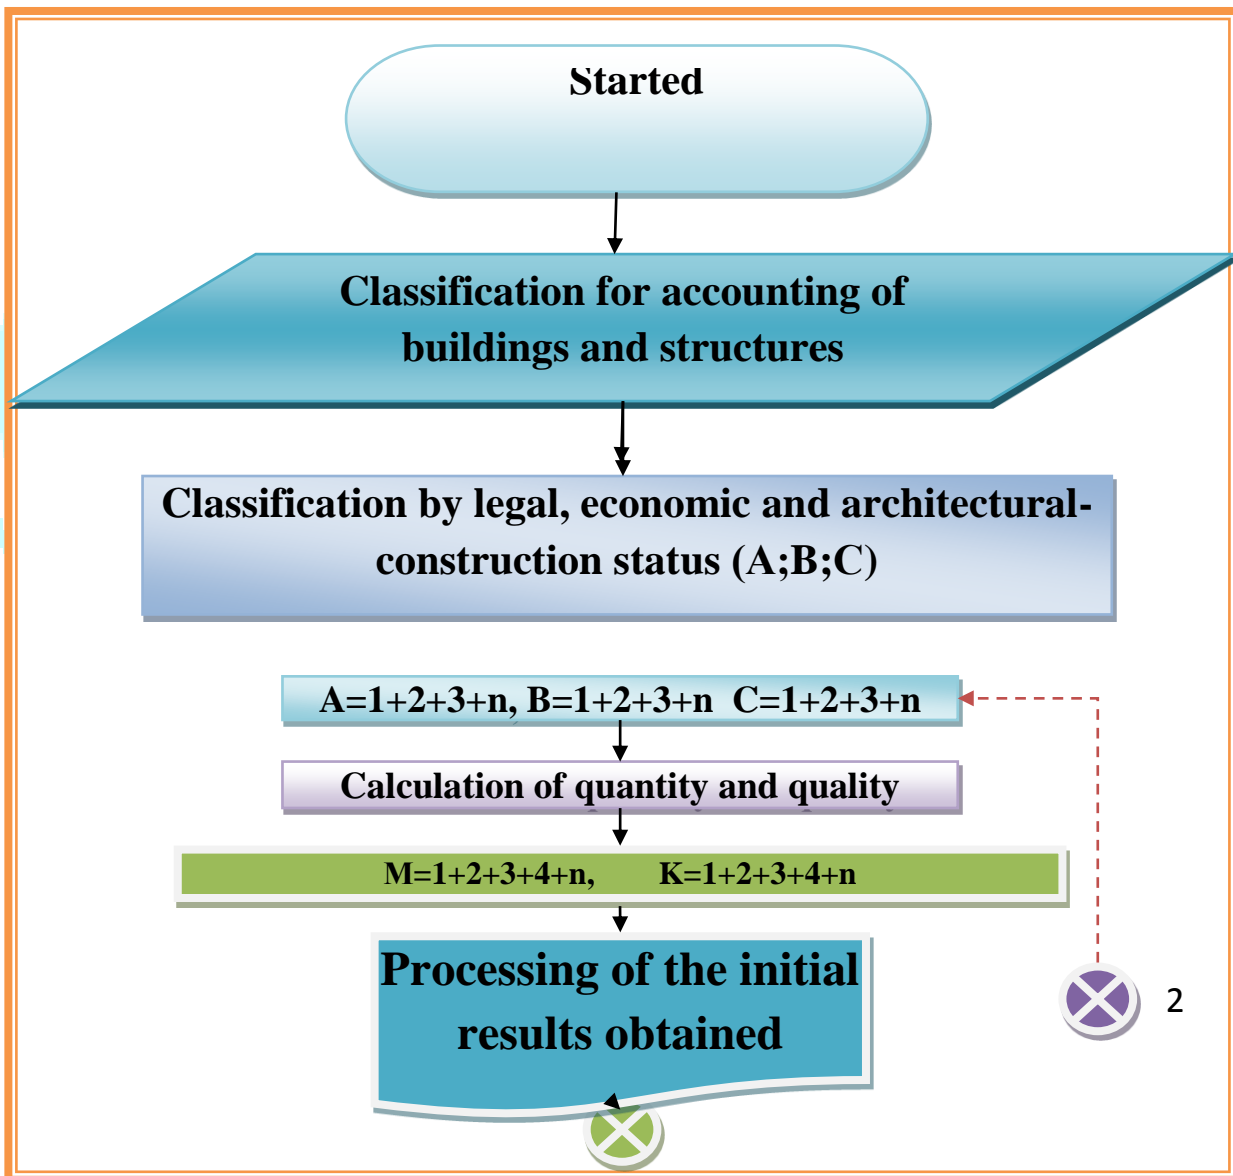 Started
Classification for accounting of
buildings and structures
Classification by legal, economic and architectural-
construction status (A;B;C)
A=1+2+3+n, B=1+2+3+n  C=1+2+3+n
Calculation of quantity and quality
M=1+2+3+4+n,  K=1+2+3+4+n
Processing of the initial
results obtained
2